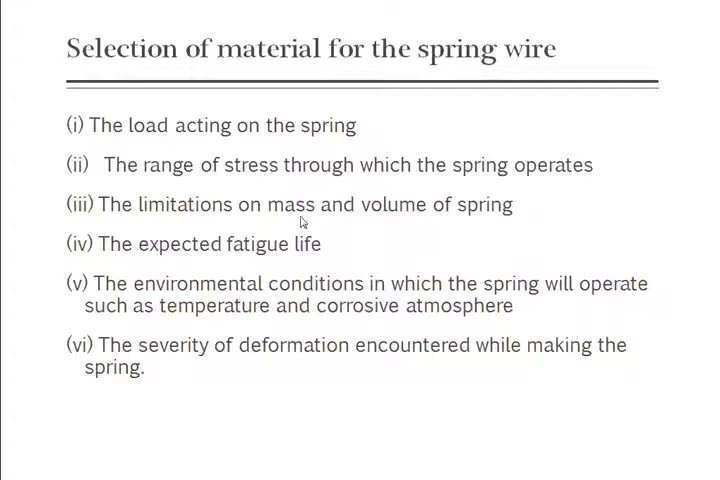 Selection of material for the spring wire
(i) The load acting on the spring
(ii) The range of stress through which the spring operates
(iii) The limitations on mass and volume of spring
(iv) The expected fatigue life
(v) The environmental conditions in which the spring will operate
such as temperature and corrosive atmosphere
(vi) The severity of deformation encountered while making the
spring.